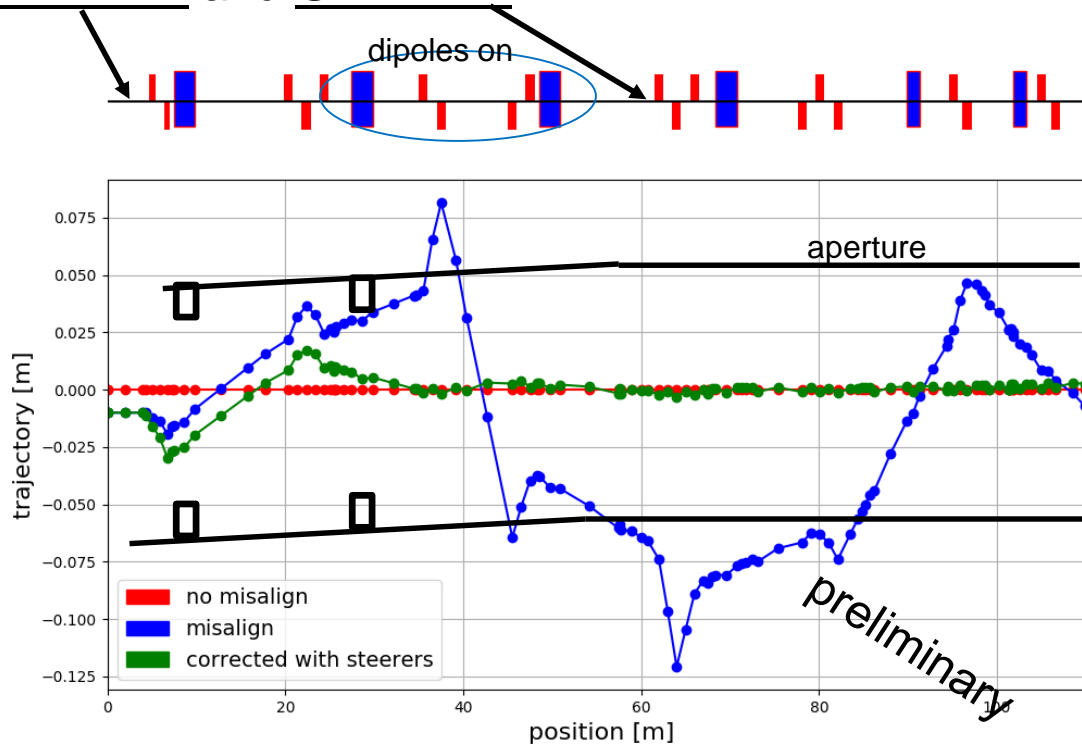 dipoles on
aperture
0.075
0.050
0.025
0.000
−0.025
−0.050
−0.075
−0.100
−0.125
trajectory [m]
no misalign
misalign
corrected with steerers
preliminary
0 20 40 60 80 100
position [m]